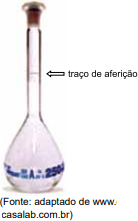 traço de aferição
(Fonte: adaptado de www.
casalab.com.br)